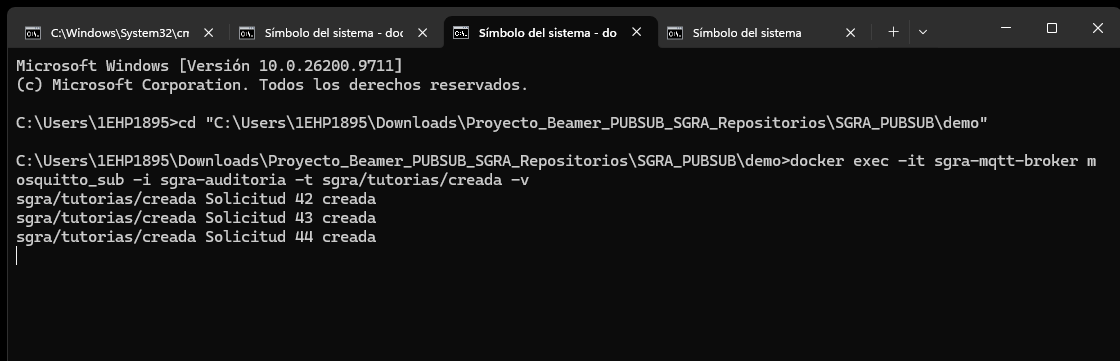 C:\Windows\System32\cm
Símbolo del sistema - doc
Símbolo del sistema - do
Símbolo del sistema
Microsoft Windows [Versión 10.0.26200.9711]
(c) Microsoft Corporation. Todos los derechos reservados.
C:\Users\1EHP1895>cd "C:\Users\1EHP1895\Downloads\Proyecto_Beamer_PUBSUB_SGRA_Repositorios\SGRA_PUBSUB\demo"
C:\Users\1EHP1895\Downloads\Proyecto_Beamer_PUBSUB_SGRA_Repositorios\SGRA_PUBSUB\demo>docker exec -it sgra-mqtt-broker m
osquitto_sub -i sgra-auditoria -t sgra/tutorias/creada -v
sgra/tutorias/creada Solicitud 42 creada
sgra/tutorias/creada Solicitud 43 creada
sgra/tutorias/creada Solicitud 44 creada